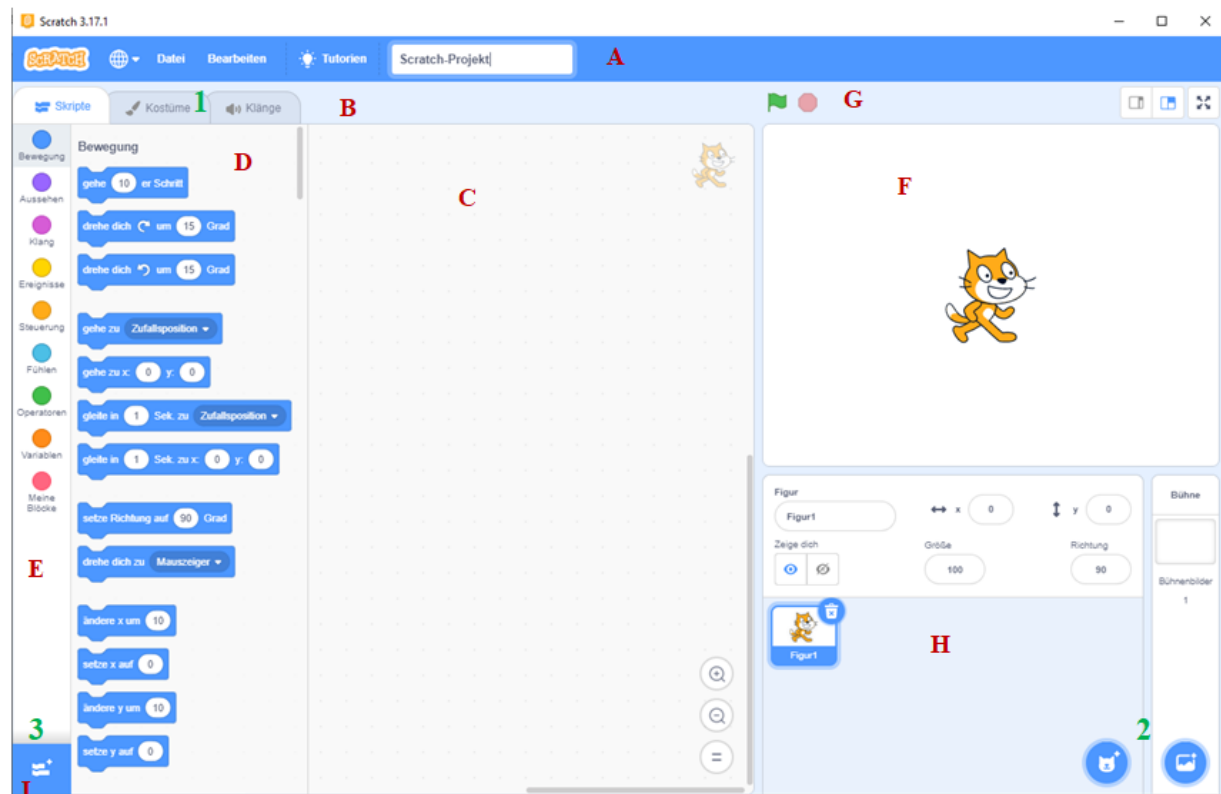 Scratch 3.17.1
SCRATCH Datei Bearbeiten Tutorien Scratch-Projekt A
Skripte Kostüme 1 Klänge B G
Bewegung
Aussehen
Klang
Ereignisse
Steuerung
Fühlen
Operatoren
Variablen
Meine
Blöcke
E
3
I
Bewegung
D
gehe 10 er Schritt
drehe dich um 15 Grad
drehe dich um 15 Grad
gehe zu Zufallsposition
gehe zu x: 0 y: 0
gleite in 1 Sek. zu Zufallsposition
gleite in 1 Sek. zu x: 0 y: 0
setze Richtung auf 90 Grad
drehe dich zu Mauszeiger
ändere x um 10
setze x auf 0
ändere y um 10
setze y auf 0
C
F
Figur
Figur1 x 0 y 0
Zeige dich Größe Richtung
100 90
Figur1
H
Bühne
Bühnenbilder
1
2